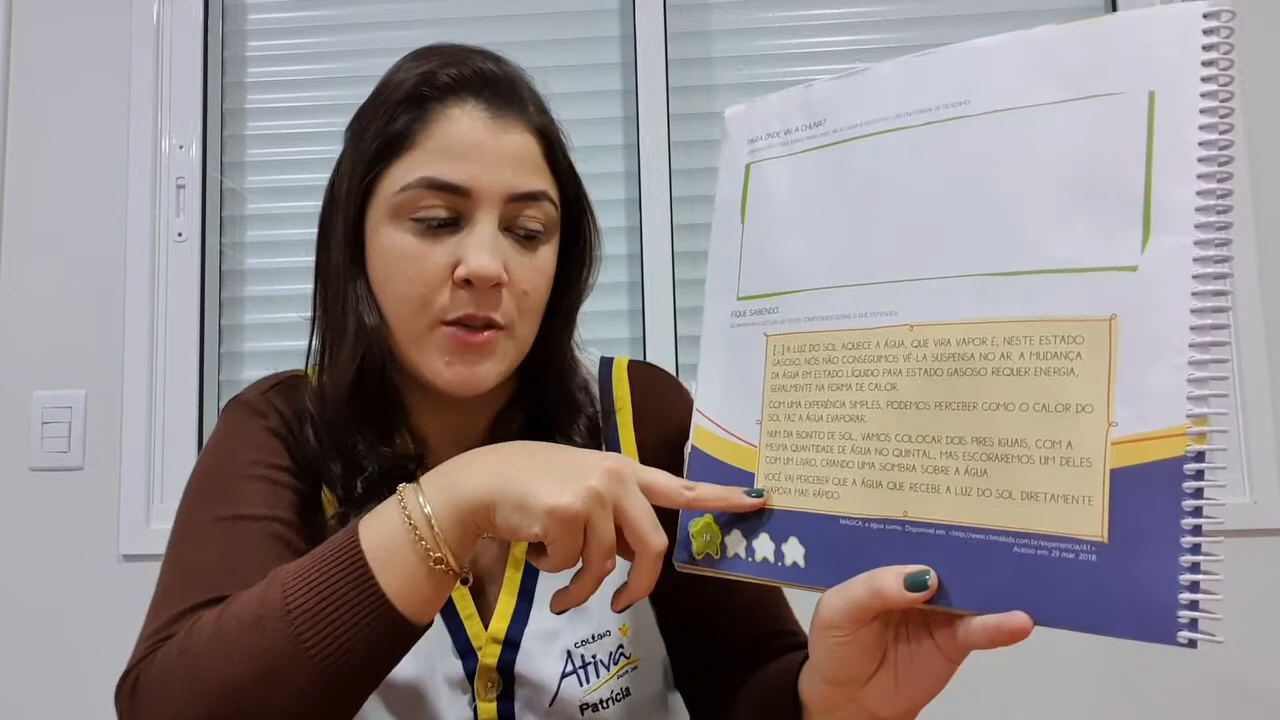 PARA ONDE VAI A CHUVA?
FIQUE SABENDO...
[...] A LUZ DO SOL AQUECE A ÁGUA, QUE VIRA VAPOR E, NESTE ESTADO
GASOSO, NÓS NÃO CONSEGUIMOS VÊ-LA SUSPENSA NO AR. A MUDANÇA
DA ÁGUA EM ESTADO LÍQUIDO PARA ESTADO GASOSO REQUER ENERGIA,
GERALMENTE NA FORMA DE CALOR.
COM UMA EXPERIÊNCIA SIMPLES, PODEMOS PERCEBER COMO O CALOR DO
SOL FAZ A ÁGUA EVAPORAR.
NUM DIA BONITO DE SOL, VAMOS COLOCAR DOIS PIRES IGUAIS, COM A
MESMA QUANTIDADE DE ÁGUA NO QUINTAL, MAS ESCORAREMOS UM DELES
COM UM LIVRO, CRIANDO UMA SOMBRA SOBRE A ÁGUA.
VOCÊ VAI PERCEBER QUE A ÁGUA QUE RECEBE A LUZ DO SOL DIRETAMENTE
VAPORA MAIS RÁPIDO.
MÁGICA: a água sumiu. Disponível em: <http://www.climakids.com.br/experiencia/41>
Acesso em: 29 mar. 2018.
16
COLÉGIO
Ativa
Patrícia